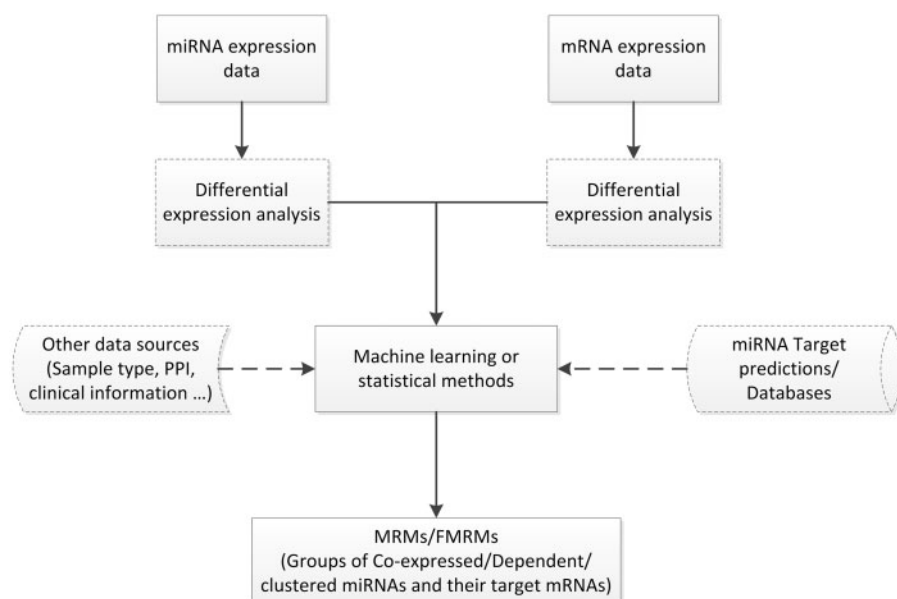 miRNA expression
data
mRNA expression
data
Differential
expression analysis
Differential
expression analysis
Other data sources
(Sample type, PPI,
clinical information ...)
Machine learning or
statistical methods
miRNA Target
predictions/
Databases
MRMs/FMRMs
(Groups of Co-expressed/Dependent/
clustered miRNAs and their target mRNAs)